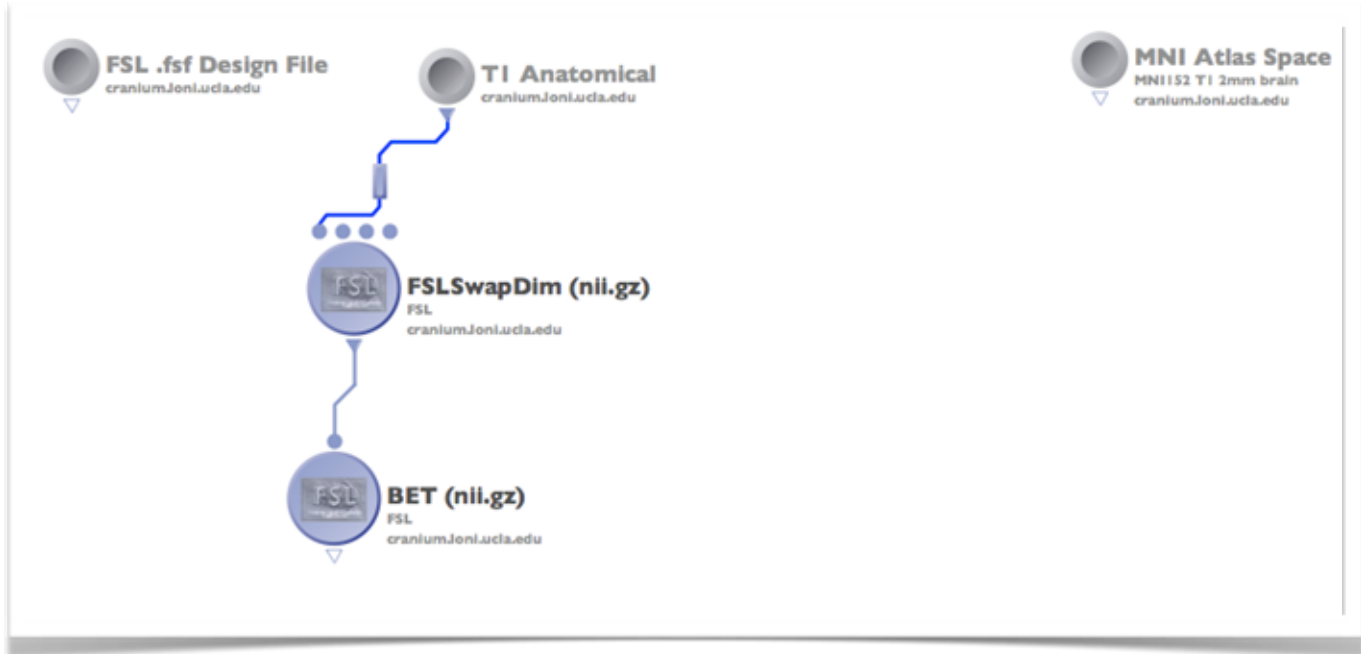 FSL .fsf Design File
cranium.loni.ucla.edu
T1 Anatomical
cranium.loni.ucla.edu
MNI Atlas Space
MNI152 T1 2mm brain
cranium.loni.ucla.edu
FSL
FSLSwapDim (nii.gz)
FSL
cranium.loni.ucla.edu
FSL
BET (nii.gz)
FSL
cranium.loni.ucla.edu